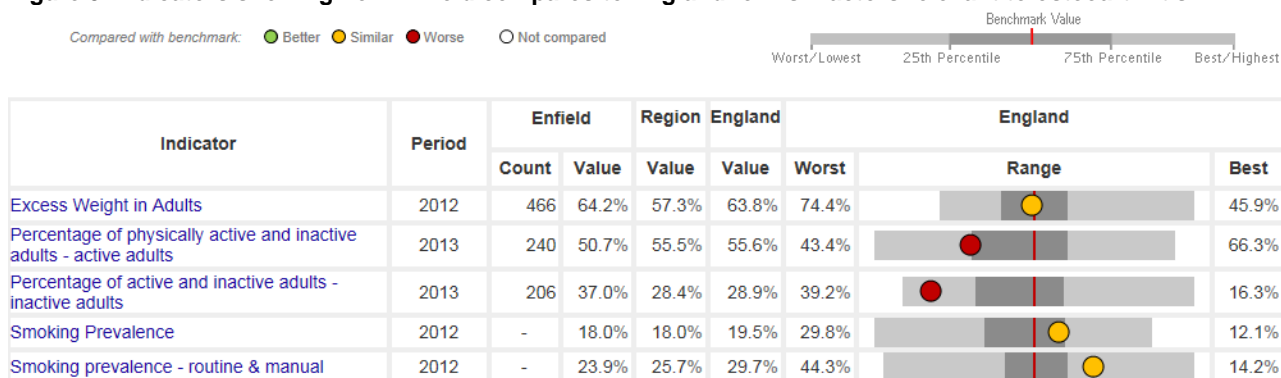 Benchmark Value
Compared with benchmark: Better Similar Worse Not compared
Worst/Lowest 25th Percentile 75th Percentile Best/Highest
Indicator Period Enfield Region England England
Count Value Value Value Worst Range Best
Excess Weight in Adults 2012 466 64.2% 57.3% 63.8% 74.4% 45.9%
Percentage of physically active and inactive
adults - active adults 2013 240 50.7% 55.5% 55.6% 43.4% 66.3%
Percentage of active and inactive adults -
inactive adults 2013 206 37.0% 28.4% 28.9% 39.2% 16.3%
Smoking Prevalence 2012 - 18.0% 18.0% 19.5% 29.8% 12.1%
Smoking prevalence - routine & manual 2012 - 23.9% 25.7% 29.7% 44.3% 14.2%